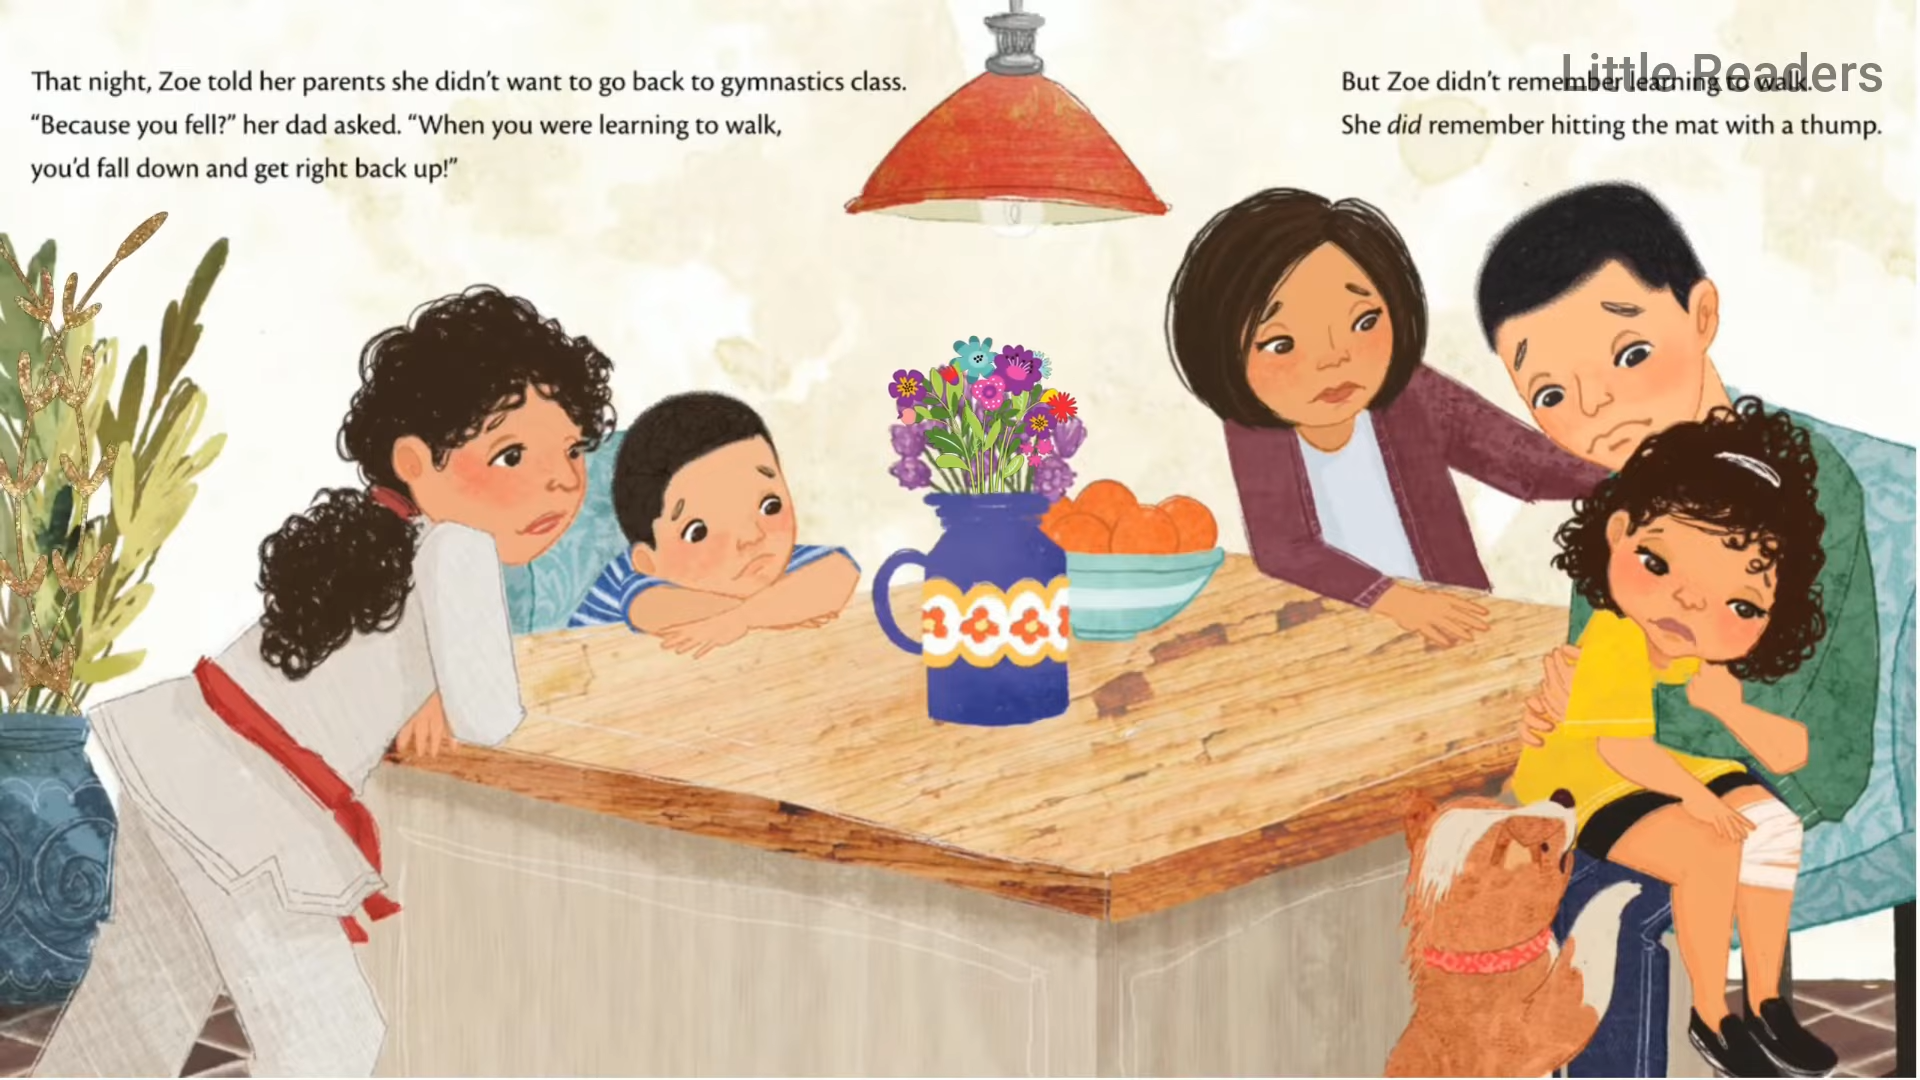 That night, Zoe told her parents she didn't want to go back to gymnastics class.
“Because you fell?” her dad asked. “When you were learning to walk,
you'd fall down and get right back up!”
Little Readers
But Zoe didn't remember learning to walk.
She did remember hitting the mat with a thump.